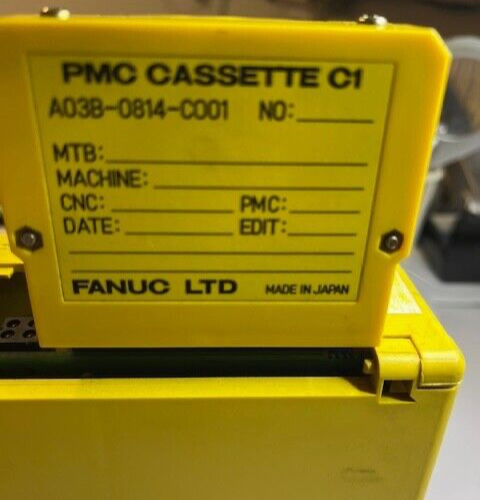 PMC CASSETTE C1
A03B-0814-C001 NO:
MTB:
MACHINE:
CNC: PMC:
DATE: EDIT:
FANUC LTD MADE IN JAPAN